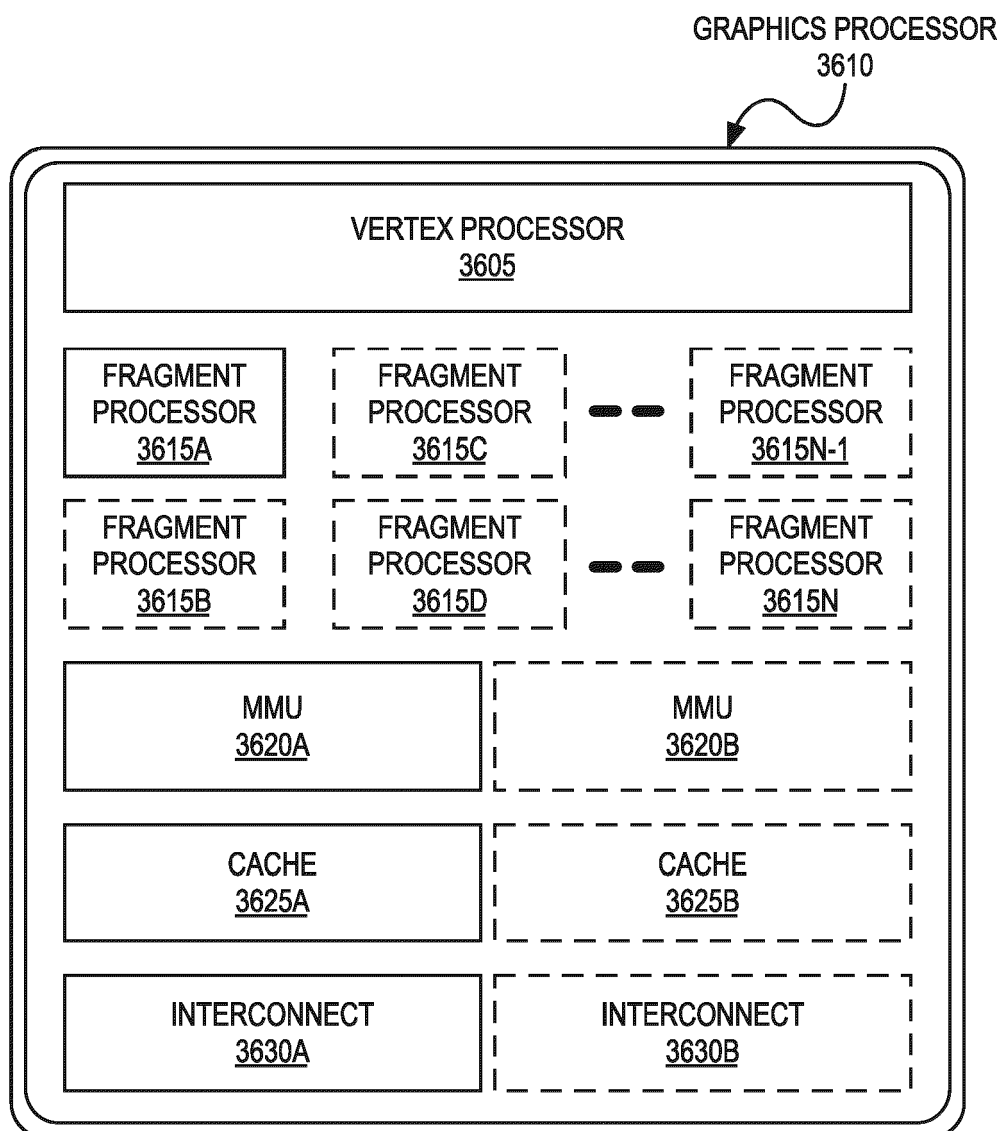 GRAPHICS PROCESSOR
3610
VERTEX PROCESSOR
3605
FRAGMENT
PROCESSOR
3615A
FRAGMENT
PROCESSOR
3615C
FRAGMENT
PROCESSOR
3615N-1
FRAGMENT
PROCESSOR
3615B
FRAGMENT
PROCESSOR
3615D
FRAGMENT
PROCESSOR
3615N
MMU
3620A
MMU
3620B
CACHE
3625A
CACHE
3625B
INTERCONNECT
3630A
INTERCONNECT
3630B